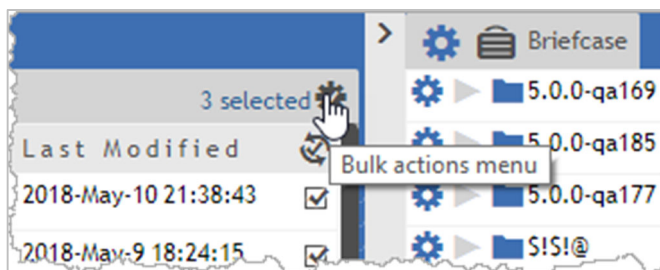 3 selected
Last Modified
2018-May-10 21:38:43
2018-May-9 18:24:15
Bulk actions menu
Briefcase
5.0.0-qa169
5.0.0-qa185
5.0.0-qa177
S!S!@